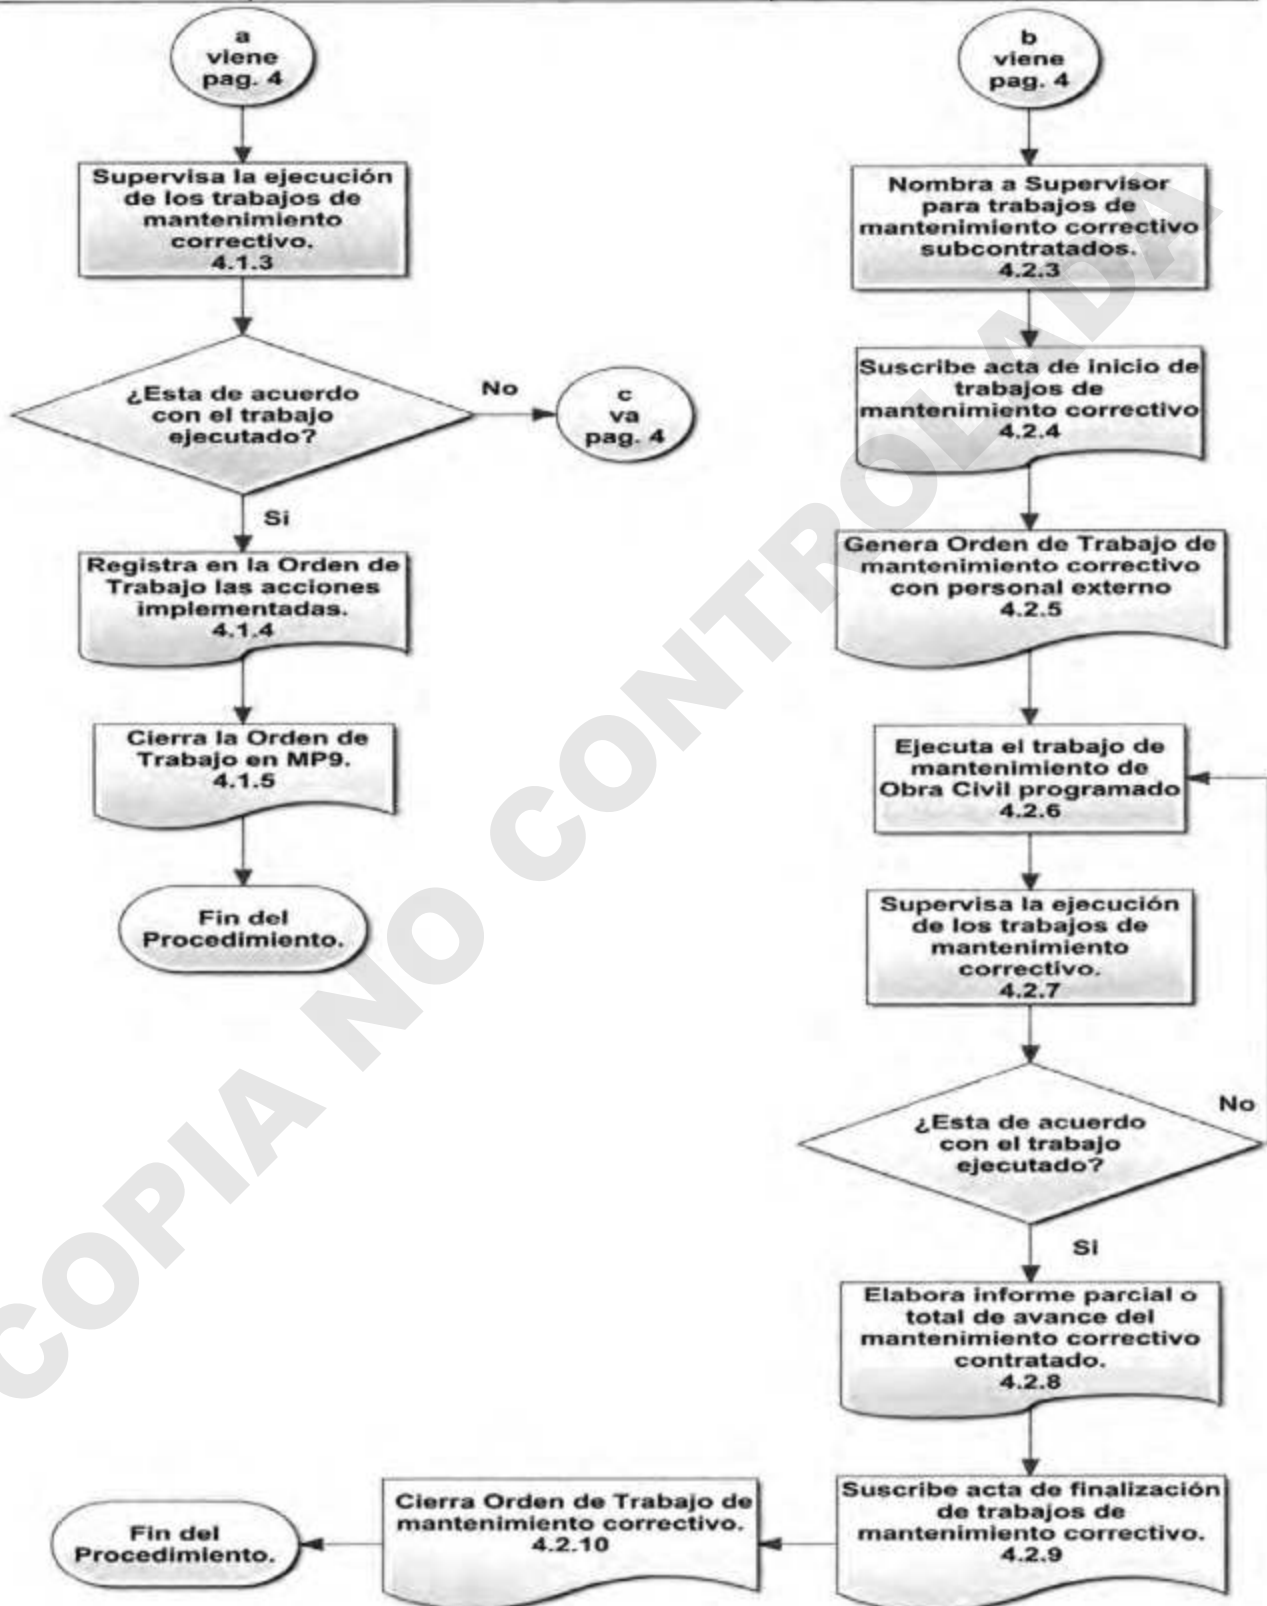 a
viene
pag. 4
Supervisa la ejecución
de los trabajos de
mantenimiento
correctivo.
4.1.3
¿Esta de acuerdo
con el trabajo
ejecutado?
No
c
va
pag. 4
Si
Registra en la Orden de
Trabajo las acciones
implementadas.
4.1.4
Cierra la Orden de
Trabajo en MP9.
4.1.5
Fin del
Procedimiento.
b
viene
pag. 4
Nombra a Supervisor
para trabajos de
mantenimiento correctivo
subcontratados.
4.2.3
Suscribe acta de inicio de
trabajos de
mantenimiento correctivo
4.2.4
Genera Orden de Trabajo de
mantenimiento correctivo
con personal externo
4.2.5
Ejecuta el trabajo de
mantenimiento de
Obra Civil programado
4.2.6
Supervisa la ejecución
de los trabajos de
mantenimiento
correctivo.
4.2.7
¿Esta de acuerdo
con el trabajo
ejecutado?
No
Si
Elabora informe parcial o
total de avance del
mantenimiento correctivo
contratado.
4.2.8
Suscribe acta de finalización
de trabajos de
mantenimiento correctivo.
4.2.9
Cierra Orden de Trabajo de
mantenimiento correctivo.
4.2.10
Fin del
Procedimiento.
COPIA NO CONTROLADA